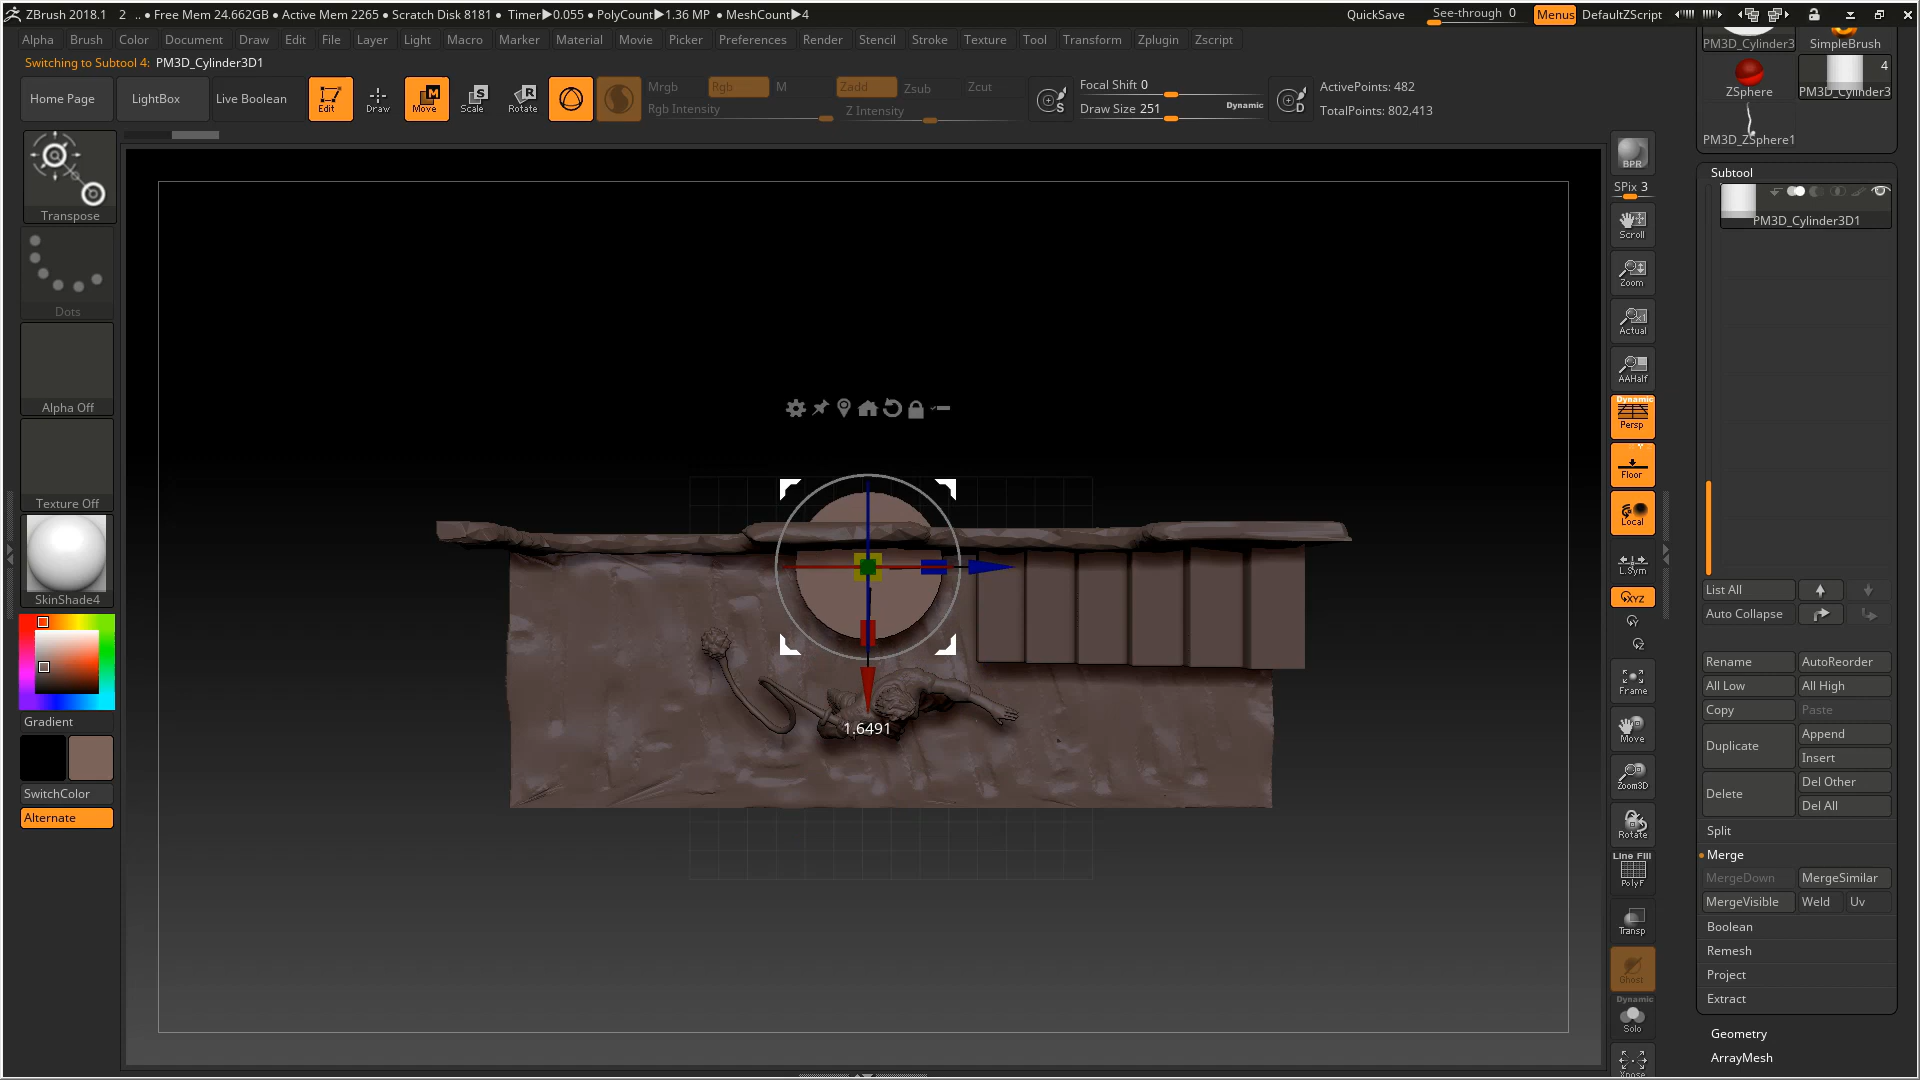 ZBrush 2018.1 2 .. ● Free Mem 24.662GB ● Active Mem 2265 ● Scratch Disk 8181 ● Timer▶0.055 ● PolyCount▶1.36 MP ● MeshCount▶4
QuickSave See-through 0 Menus DefaultZScript
Alpha Brush Color Document Draw Edit File Layer Light Macro Marker Material Movie Picker Preferences Render Stencil Stroke Texture Tool Transform Zplugin Zscript
Switching to Subtool 4: PM3D_Cylinder3D1
Home Page LightBox Live Boolean
Edit Draw Move Scale Rotate
Mrgb Rgb M
Rgb Intensity
Zadd Zsub Zcut
Z Intensity
Focal Shift 0
Draw Size 251 Dynamic
S
D
ActivePoints: 482
TotalPoints: 802,413
Transpose
Dots
Alpha Off
Texture Off
SkinShade4
Gradient
SwitchColor
Alternate
1.6491
BPR
SPix 3
Scroll
Zoom
Actual
AAHalf
Dynamic
Persp
Floor
Local
L.Sym
XYZ
Y
Z
Frame
Move
Zoom3D
Rotate
Line Fill
PolyF
Transp
Ghost
Dynamic
Solo
Xpose
PM3D_Cylinder3 SimpleBrush
4
ZSphere PM3D_Cylinder3
PM3D_ZSphere1
Subtool
PM3D_Cylinder3D1
List All
Auto Collapse
Rename AutoReorder
All Low All High
Copy Paste
Duplicate Append
Insert
Delete Del Other
Del All
Split
Merge
MergeDown MergeSimilar
MergeVisible Weld Uv
Boolean
Remesh
Project
Extract
Geometry
ArrayMesh